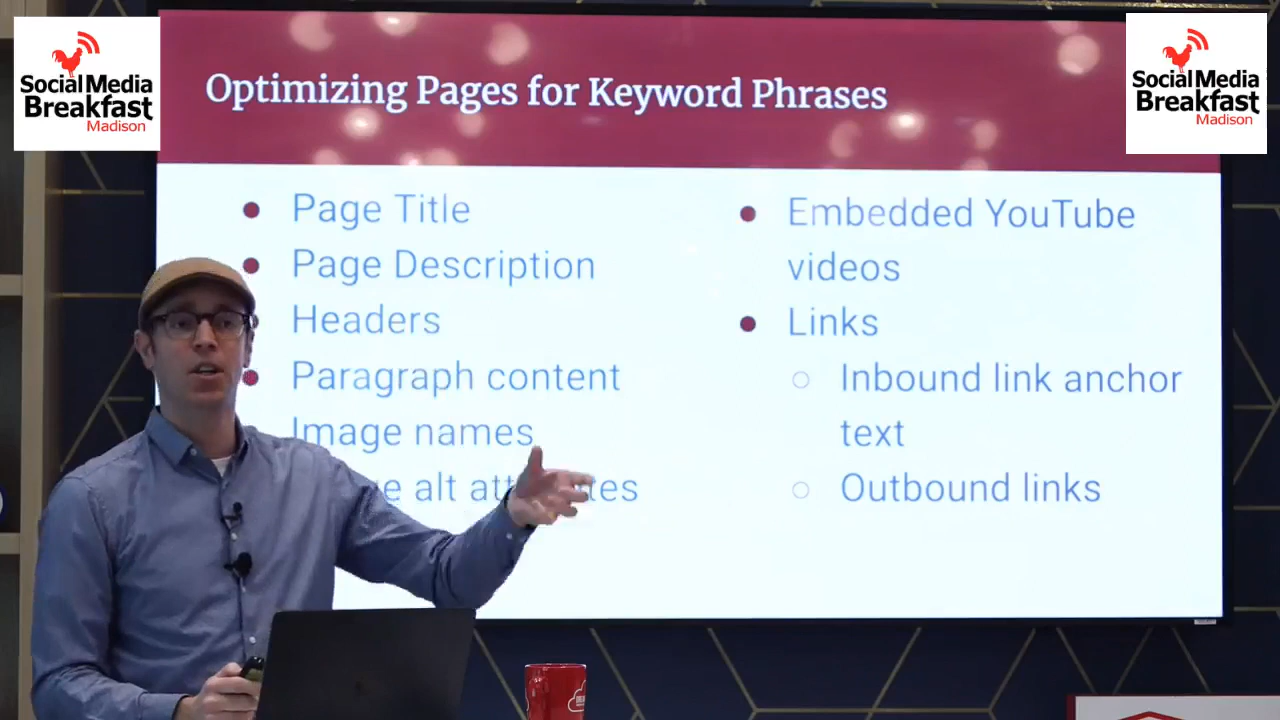 Social Media
Breakfast
Madison
Social Media
Breakfast
Madison
Optimizing Pages for Keyword Phrases
Page Title
Page Description
Headers
Paragraph content
Image names
alt
Embedded YouTube
videos
Links
Inbound link anchor
text
Outbound links